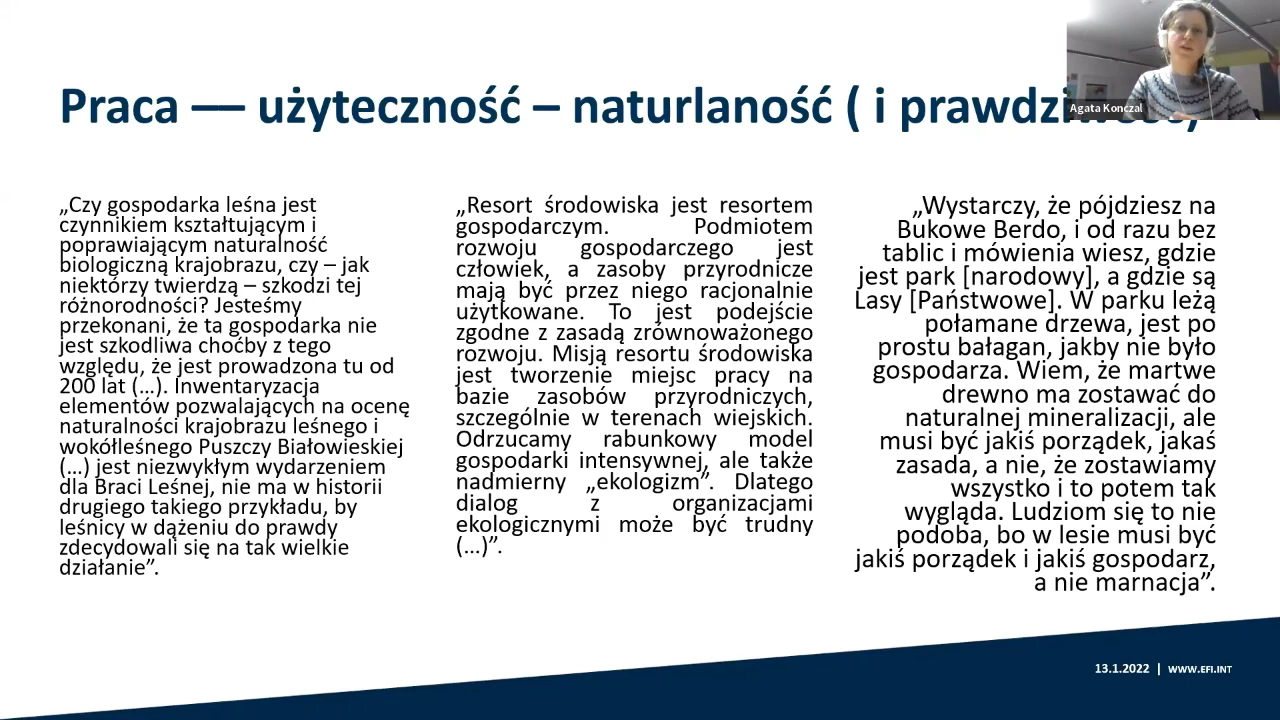 Praca –– użyteczność – naturlaność ( i
Agata Konczal
„Czy gospodarka leśna jest
czynnikiem kształtującym i
poprawiającym naturalność
biologiczną krajobrazu, czy – jak
niektórzy twierdzą – szkodzi tej
różnorodności? Jesteśmy
przekonani, że ta gospodarka nie
jest szkodliwa choćby z tego
względu, że jest prowadzona tu od
200 lat (…). Inwentaryzacja
elementów pozwalających na ocenę
naturalności krajobrazu leśnego i
wokółleśnego Puszczy Białowieskiej
(…) jest niezwykłym wydarzeniem
dla Braci Leśnej, nie ma w historii
drugiego takiego przykładu, by
leśnicy w dążeniu do prawdy
zdecydowali się na tak wielkie
działanie”.
„Resort środowiska jest resortem
gospodarczym. Podmiotem
rozwoju gospodarczego jest
człowiek, a zasoby przyrodnicze
mają być przez niego racjonalnie
użytkowane. To jest podejście
zgodne z zasadą zrównoważonego
rozwoju. Misją resortu środowiska
jest tworzenie miejsc pracy na
bazie zasobów przyrodniczych,
szczególnie w terenach wiejskich.
Odrzucamy rabunkowy model
gospodarki intensywnej, ale także
nadmierny „ekologizm”. Dlatego
dialog z organizacjami
ekologicznymi może być trudny
(…)”.
„Wystarczy, że pójdziesz na
Bukowe Berdo, i od razu bez
tablic i mówienia wiesz, gdzie
jest park [narodowy], a gdzie są
Lasy [Państwowe]. W parku leżą
połamane drzewa, jest po
prostu bałagan, jakby nie było
gospodarza. Wiem, że martwe
drewno ma zostawać do
naturalnej mineralizacji, ale
musi być jakiś porządek, jakaś
zasada, a nie, że zostawiamy
wszystko i to potem tak
wygląda. Ludziom się to nie
podoba, bo w lesie musi być
jakiś porządek i jakiś gospodarz,
a nie marnacja”.
13.1.2022 | WWW.EFI.INT